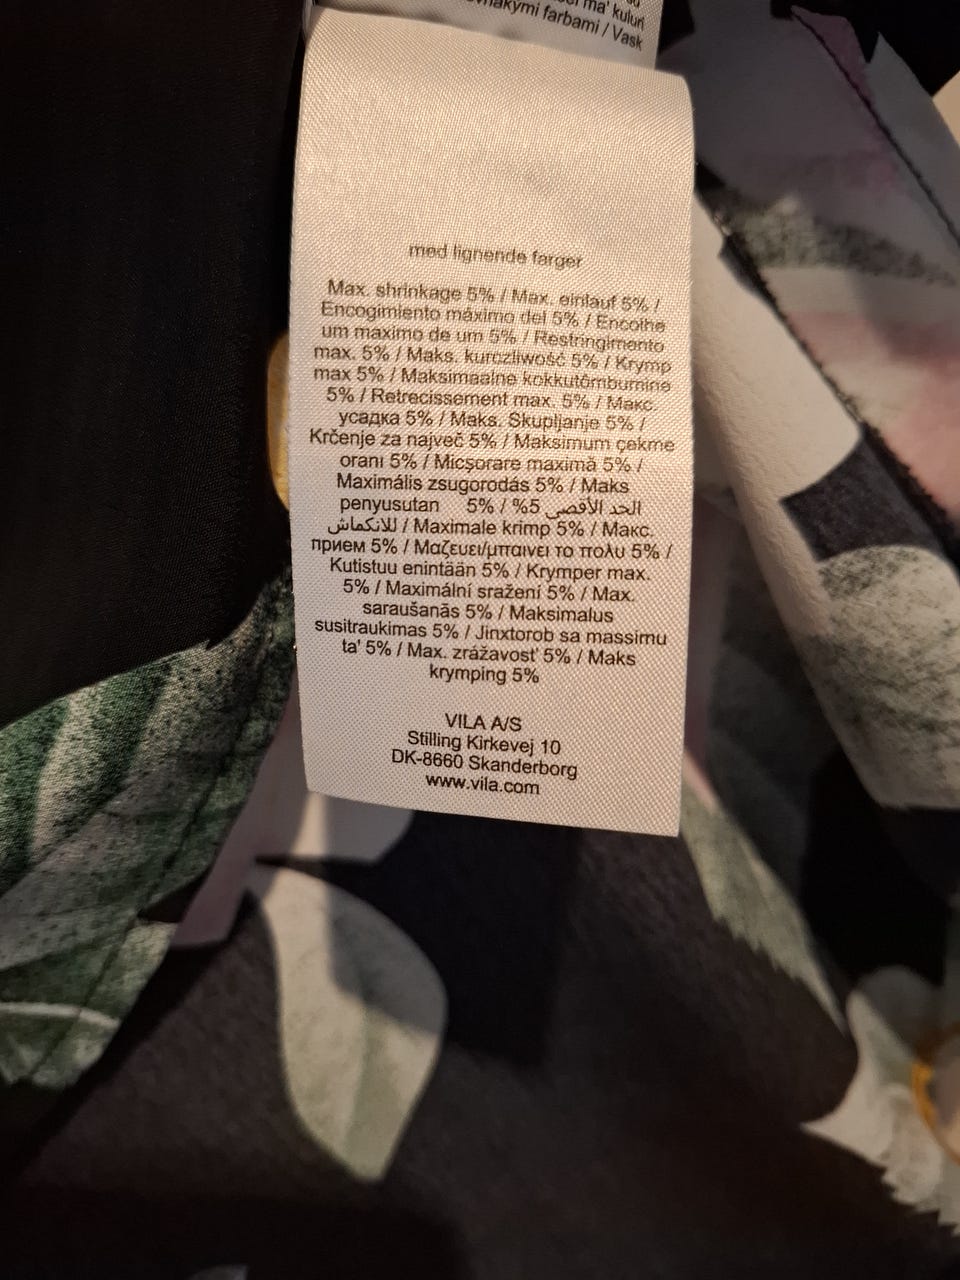 ma' kuluri
farbami / Vask
med lignende farger
Max. shrinkage 5% / Max. einlauf 5% /
Encogimiento máximo del 5% / Encolhe
um maximo de um 5% / Restringimento
max. 5% / Maks. kurczliwość 5% / Krymp
max 5% / Maksimaalne kokkutõmbumine
5% / Retrecissement max. 5% / Макс.
усадка 5% / Maks. Skupljanje 5% /
Krčenje za največ 5% / Maksimum çekme
oranı 5% / Micşorare maximă 5% /
Maximális zsugorodás 5% / Maks
penyusutan 5% / %5 الحد الأقصى
للانكماش / Maximale krimp 5% / Макс.
прием 5% / Μαζευει/μπαινει το πολυ 5% /
Kutistuu enintään 5% / Krymper max.
5% / Maximální sražení 5% / Max.
saraušanās 5% / Maksimalus
susitraukimas 5% / Jinxtorob sa massimu
ta' 5% / Max. zrážavosť 5% / Maks
krymping 5%
VILA A/S
Stilling Kirkevej 10
DK-8660 Skanderborg
www.vila.com